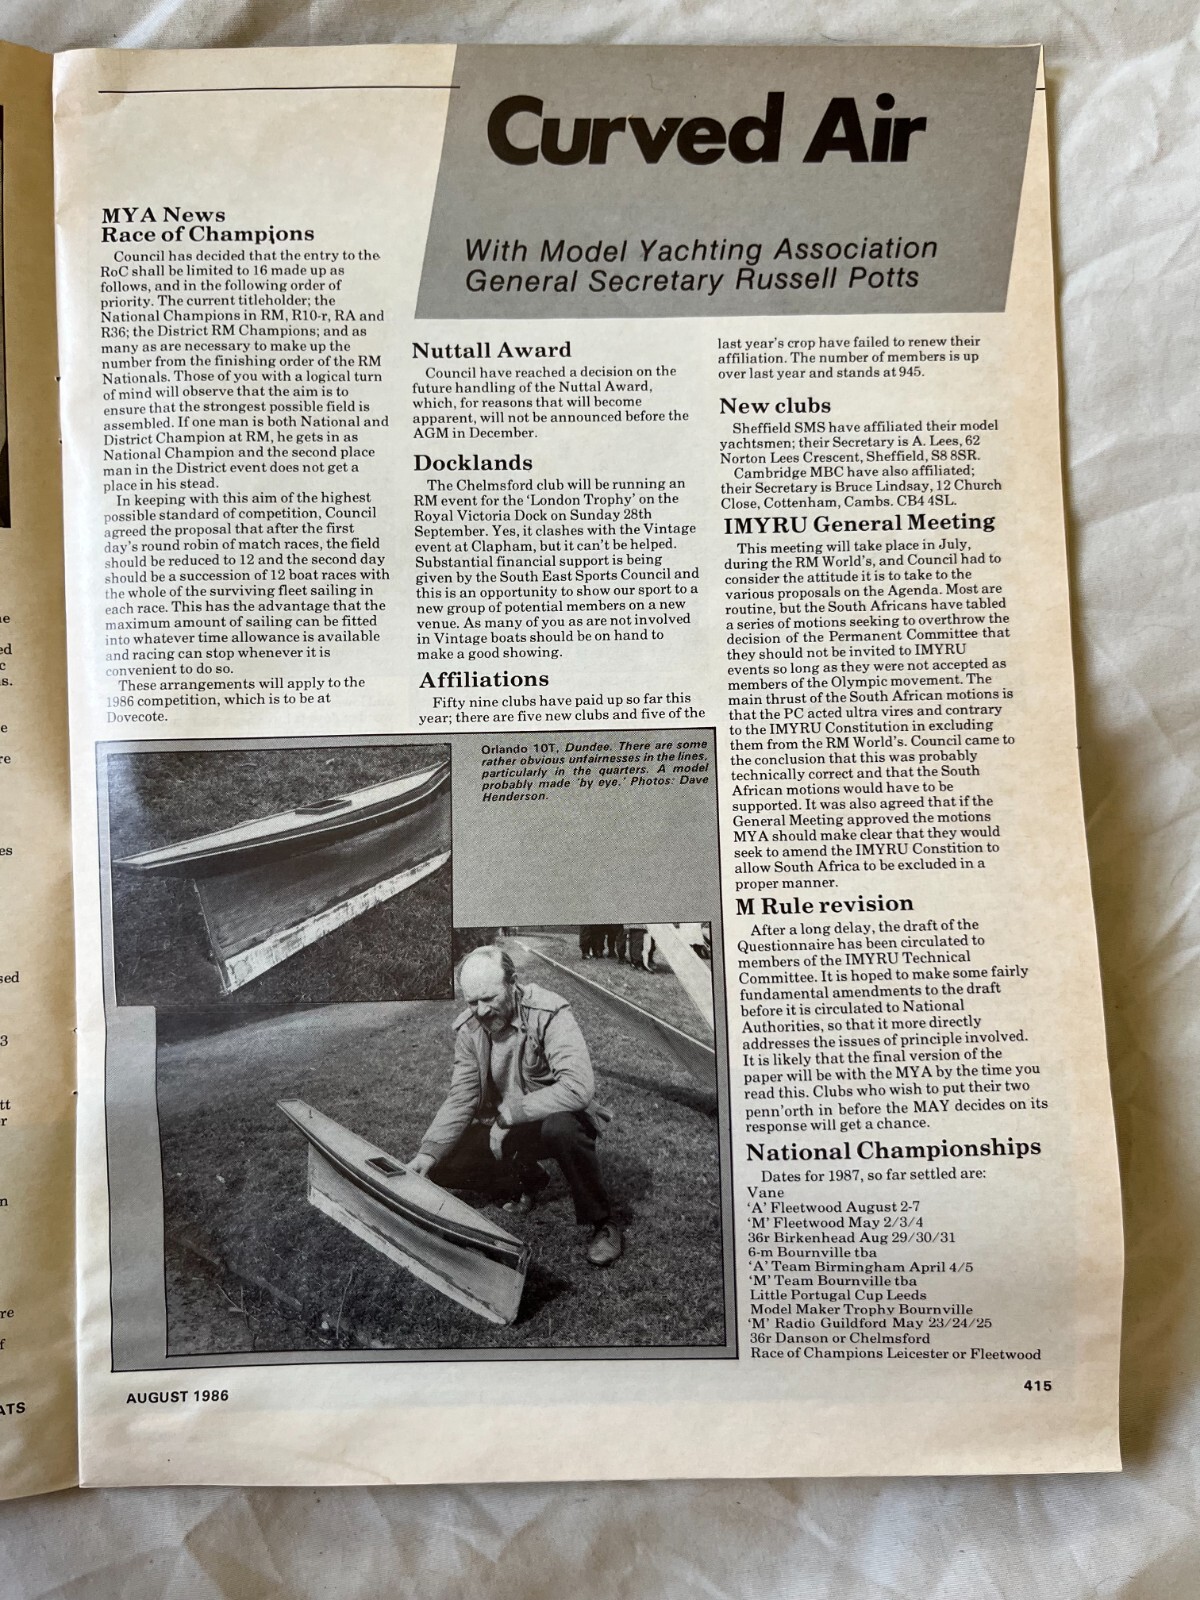 Curved Air
With Model Yachting Association
General Secretary Russell Potts
MYA News
Race of Champions
Council has decided that the entry to the
RoC shall be limited to 16 made up as
follows, and in the following order of
priority. The current titleholder; the
National Champions in RM, R10-r, RA and
R36; the District RM Champions; and as
many as are necessary to make up the
number from the finishing order of the RM
Nationals. Those of you with a logical turn
of mind will observe that the aim is to
ensure that the strongest possible field is
assembled. If one man is both National and
District Champion at RM, he gets in as
National Champion and the second place
man in the District event does not get a
place in his stead.
In keeping with this aim of the highest
possible standard of competition, Council
agreed the proposal that after the first
day's round robin of match races, the field
should be reduced to 12 and the second day
should be a succession of 12 boat races with
the whole of the surviving fleet sailing in
each race. This has the advantage that the
maximum amount of sailing can be fitted
into whatever time allowance is available
and racing can stop whenever it is
convenient to do so.
These arrangements will apply to the
1986 competition, which is to be at
Dovecote.
Nuttall Award
Council have reached a decision on the
future handling of the Nuttal Award,
which, for reasons that will become
apparent, will not be announced before the
AGM in December.
Docklands
The Chelmsford club will be running an
RM event for the 'London Trophy' on the
Royal Victoria Dock on Sunday 28th
September. Yes, it clashes with the Vintage
event at Clapham, but it can't be helped.
Substantial financial support is being
given by the South East Sports Council and
this is an opportunity to show our sport to a
new group of potential members on a new
venue. As many of you as are not involved
in Vintage boats should be on hand to
make a good showing.
Affiliations
Fifty nine clubs have paid up so far this
year; there are five new clubs and five of the
last year's crop have failed to renew their
affiliation. The number of members is up
over last year and stands at 945.
New clubs
Sheffield SMS have affiliated their model
yachtsmen; their Secretary is A. Lees, 62
Norton Lees Crescent, Sheffield, S8 8SR.
Cambridge MBC have also affiliated;
their Secretary is Bruce Lindsay, 12 Church
Close, Cottenham, Cambs. CB4 4SL.
IMYRU General Meeting
This meeting will take place in July,
during the RM World's, and Council had to
consider the attitude it is to take to the
various proposals on the Agenda. Most are
routine, but the South Africans have tabled
a series of motions seeking to overthrow the
decision of the Permanent Committee that
they should not be invited to IMYRU
events so long as they were not accepted as
members of the Olympic movement. The
main thrust of the South African motions is
that the PC acted ultra vires and contrary
to the IMYRU Constitution in excluding
them from the RM World's. Council came to
the conclusion that this was probably
technically correct and that the South
African motions would have to be
supported. It was also agreed that if the
General Meeting approved the motions
MYA should make clear that they would
seek to amend the IMYRU Constition to
allow South Africa to be excluded in a
proper manner.
M Rule revision
After a long delay, the draft of the
Questionnaire has been circulated to
members of the IMYRU Technical
Committee. It is hoped to make some fairly
fundamental amendments to the draft
before it is circulated to National
Authorities, so that it more directly
addresses the issues of principle involved.
It is likely that the final version of the
paper will be with the MYA by the time you
read this. Clubs who wish to put their two
penn'orth in before the MAY decides on its
response will get a chance.
National Championships
Dates for 1987, so far settled are:
Vane
'A' Fleetwood August 2-7
'M' Fleetwood May 2/3/4
36r Birkenhead Aug 29/30/31
6-m Bournville tba
'A' Team Birmingham April 4/5
'M' Team Bournville tba
Little Portugal Cup Leeds
Model Maker Trophy Bournville
'M' Radio Guildford May 23/24/25
36r Danson or Chelmsford
Race of Champions Leicester or Fleetwood
Orlando 10T, Dundee. There are some
rather obvious unfairnesses in the lines,
particularly in the quarters. A model
probably made 'by eye.' Photos: Dave
Henderson.
AUGUST 1986
415